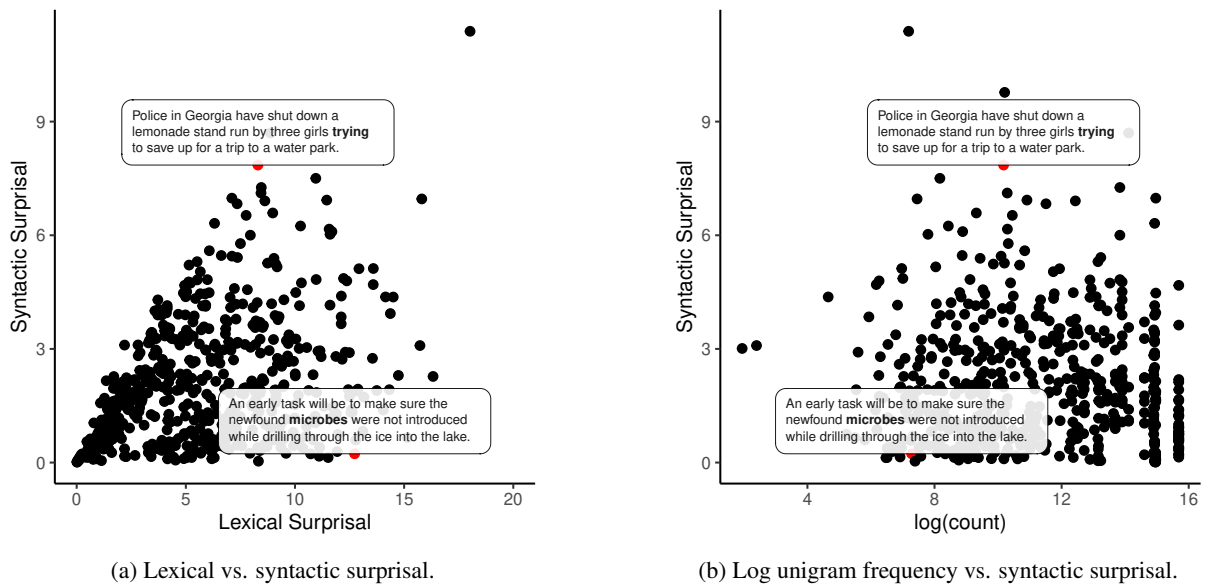 9
6
3
0
Syntactic Surprisal
Police in Georgia have shut down a
lemonade stand run by three girls trying
to save up for a trip to a water park.
An early task will be to make sure the
newfound microbes were not introduced
while drilling through the ice into the lake.
0 5 10 15 20
Lexical Surprisal
(a) Lexical vs. syntactic surprisal.
9
6
3
0
Syntactic Surprisal
Police in Georgia have shut down a
lemonade stand run by three girls trying
to save up for a trip to a water park.
An early task will be to make sure the
newfound microbes were not introduced
while drilling through the ice into the lake.
4 8 12 16
log(count)
(b) Log unigram frequency vs. syntactic surprisal.